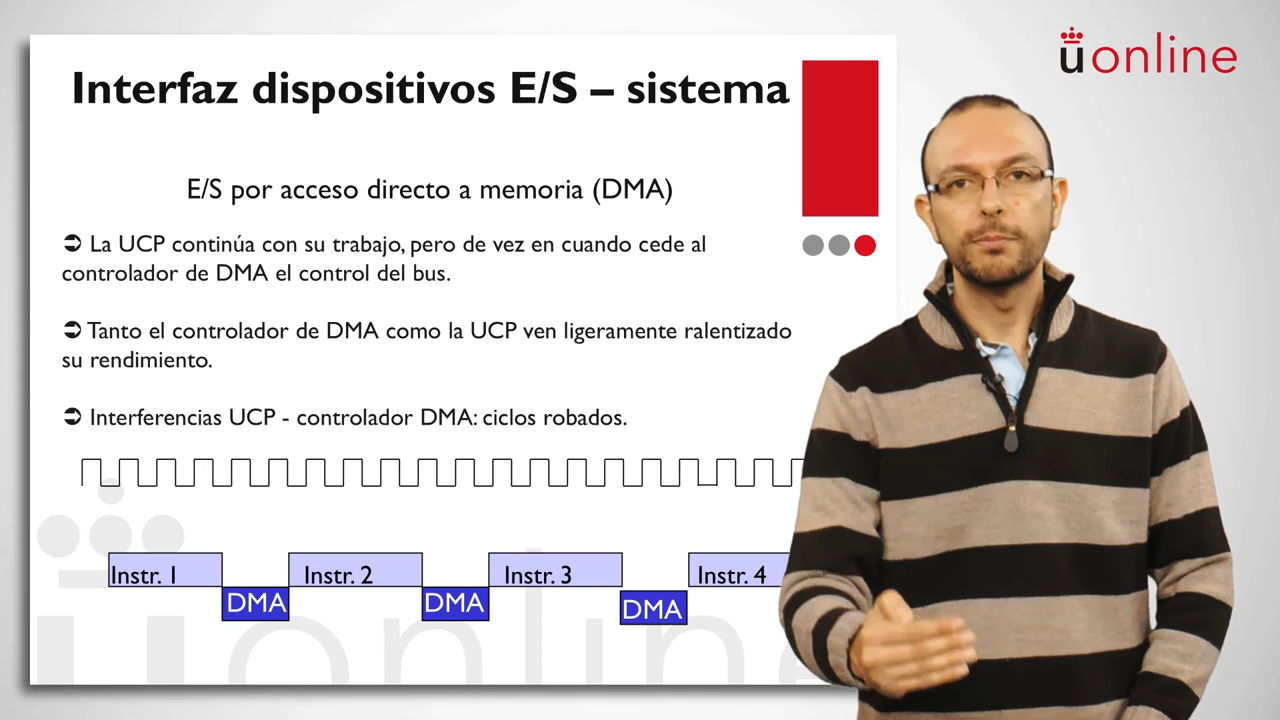 üonline
Interfaz dispositivos E/S – sistema
E/S por acceso directo a memoria (DMA)
➲ La UCP continúa con su trabajo, pero de vez en cuando cede al
controlador de DMA el control del bus.
➲ Tanto el controlador de DMA como la UCP ven ligeramente ralentizado
su rendimiento.
➲ Interferencias UCP - controlador DMA: ciclos robados.
Instr. 1
Instr. 2
Instr. 3
Instr. 4
DMA
DMA
DMA
üonline